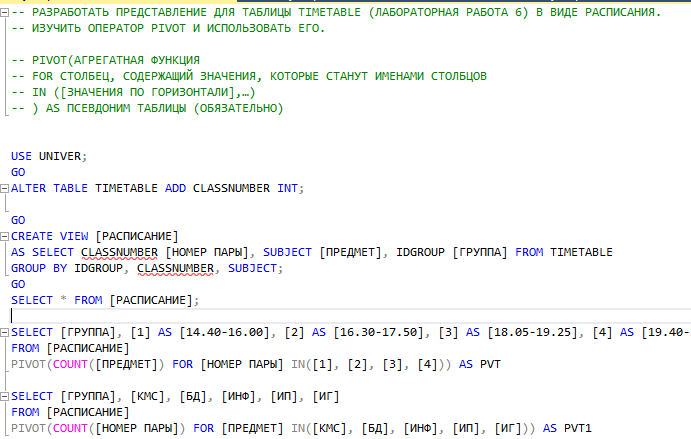 -- РАЗРАБОТАТЬ ПРЕДСТАВЛЕНИЕ ДЛЯ ТАБЛИЦЫ TIMETABLE (ЛАБОРАТОРНАЯ РАБОТА 6) В ВИДЕ РАСПИСАНИЯ.
-- ИЗУЧИТЬ ОПЕРАТОР PIVOT И ИСПОЛЬЗОВАТЬ ЕГО.
-- PIVOT(АГРЕГАТНАЯ ФУНКЦИЯ
-- FOR СТОЛБЕЦ, СОДЕРЖАЩИЙ ЗНАЧЕНИЯ, КОТОРЫЕ СТАНУТ ИМЕНАМИ СТОЛБЦОВ
-- IN ([ЗНАЧЕНИЯ ПО ГОРИЗОНТАЛИ],…)
-- ) AS ПСЕВДОНИМ ТАБЛИЦЫ (ОБЯЗАТЕЛЬНО)
USE UNIVER;
GO
ALTER TABLE TIMETABLE ADD CLASSNUMBER INT;
GO
CREATE VIEW [РАСПИСАНИЕ]
AS SELECT CLASSNUMBER [НОМЕР ПАРЫ], SUBJECT [ПРЕДМЕТ], IDGROUP [ГРУППА] FROM TIMETABLE
GROUP BY IDGROUP, CLASSNUMBER, SUBJECT;
GO
SELECT * FROM [РАСПИСАНИЕ];
SELECT [ГРУППА], [1] AS [14.40-16.00], [2] AS [16.30-17.50], [3] AS [18.05-19.25], [4] AS [19.40-
FROM [РАСПИСАНИЕ]
PIVOT(COUNT([ПРЕДМЕТ]) FOR [НОМЕР ПАРЫ] IN([1], [2], [3], [4])) AS PVT
SELECT [ГРУППА], [КМС], [БД], [ИНФ], [ИП], [ИГ]
FROM [РАСПИСАНИЕ]
PIVOT(COUNT([НОМЕР ПАРЫ]) FOR [ПРЕДМЕТ] IN([КМС], [БД], [ИНФ], [ИП], [ИГ])) AS PVT1